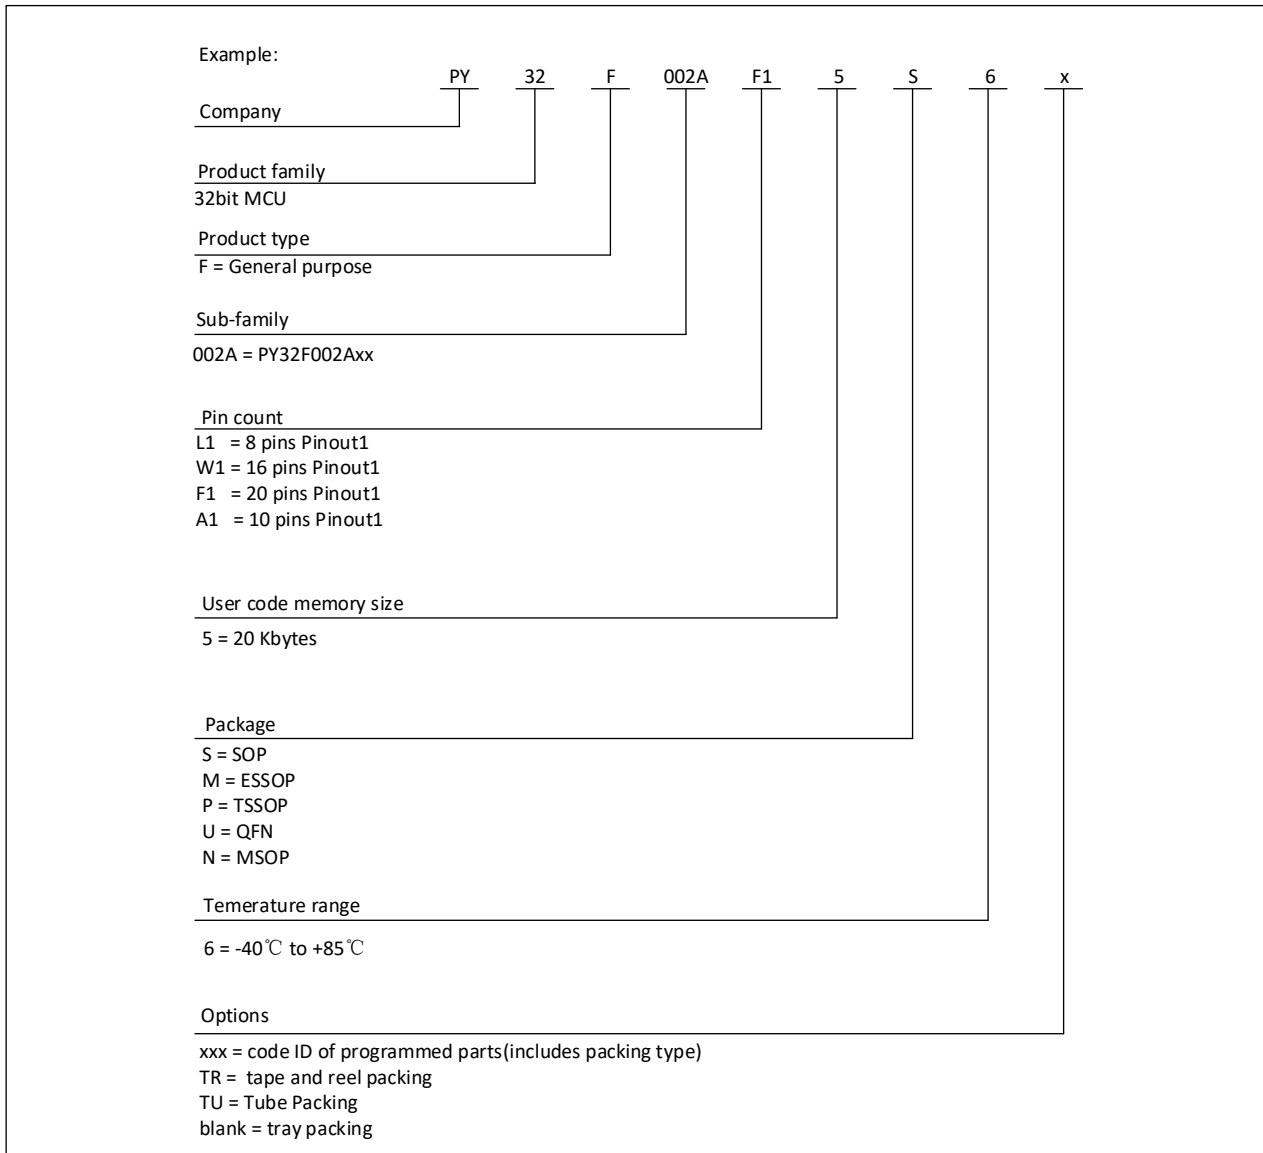 Example:
PY 32 F 002A F1 5 S 6 x
Company
Product family
32bit MCU
Product type
F = General purpose
Sub-family
002A = PY32F002Axx
Pin count
L1 = 8 pins Pinout1
W1 = 16 pins Pinout1
F1 = 20 pins Pinout1
A1 = 10 pins Pinout1
User code memory size
5 = 20 Kbytes
Package
S = SOP
M = ESSOP
P = TSSOP
U = QFN
N = MSOP
Temerature range
6 = -40℃ to +85℃
Options
xxx = code ID of programmed parts(includes packing type)
TR = tape and reel packing
TU = Tube Packing
blank = tray packing